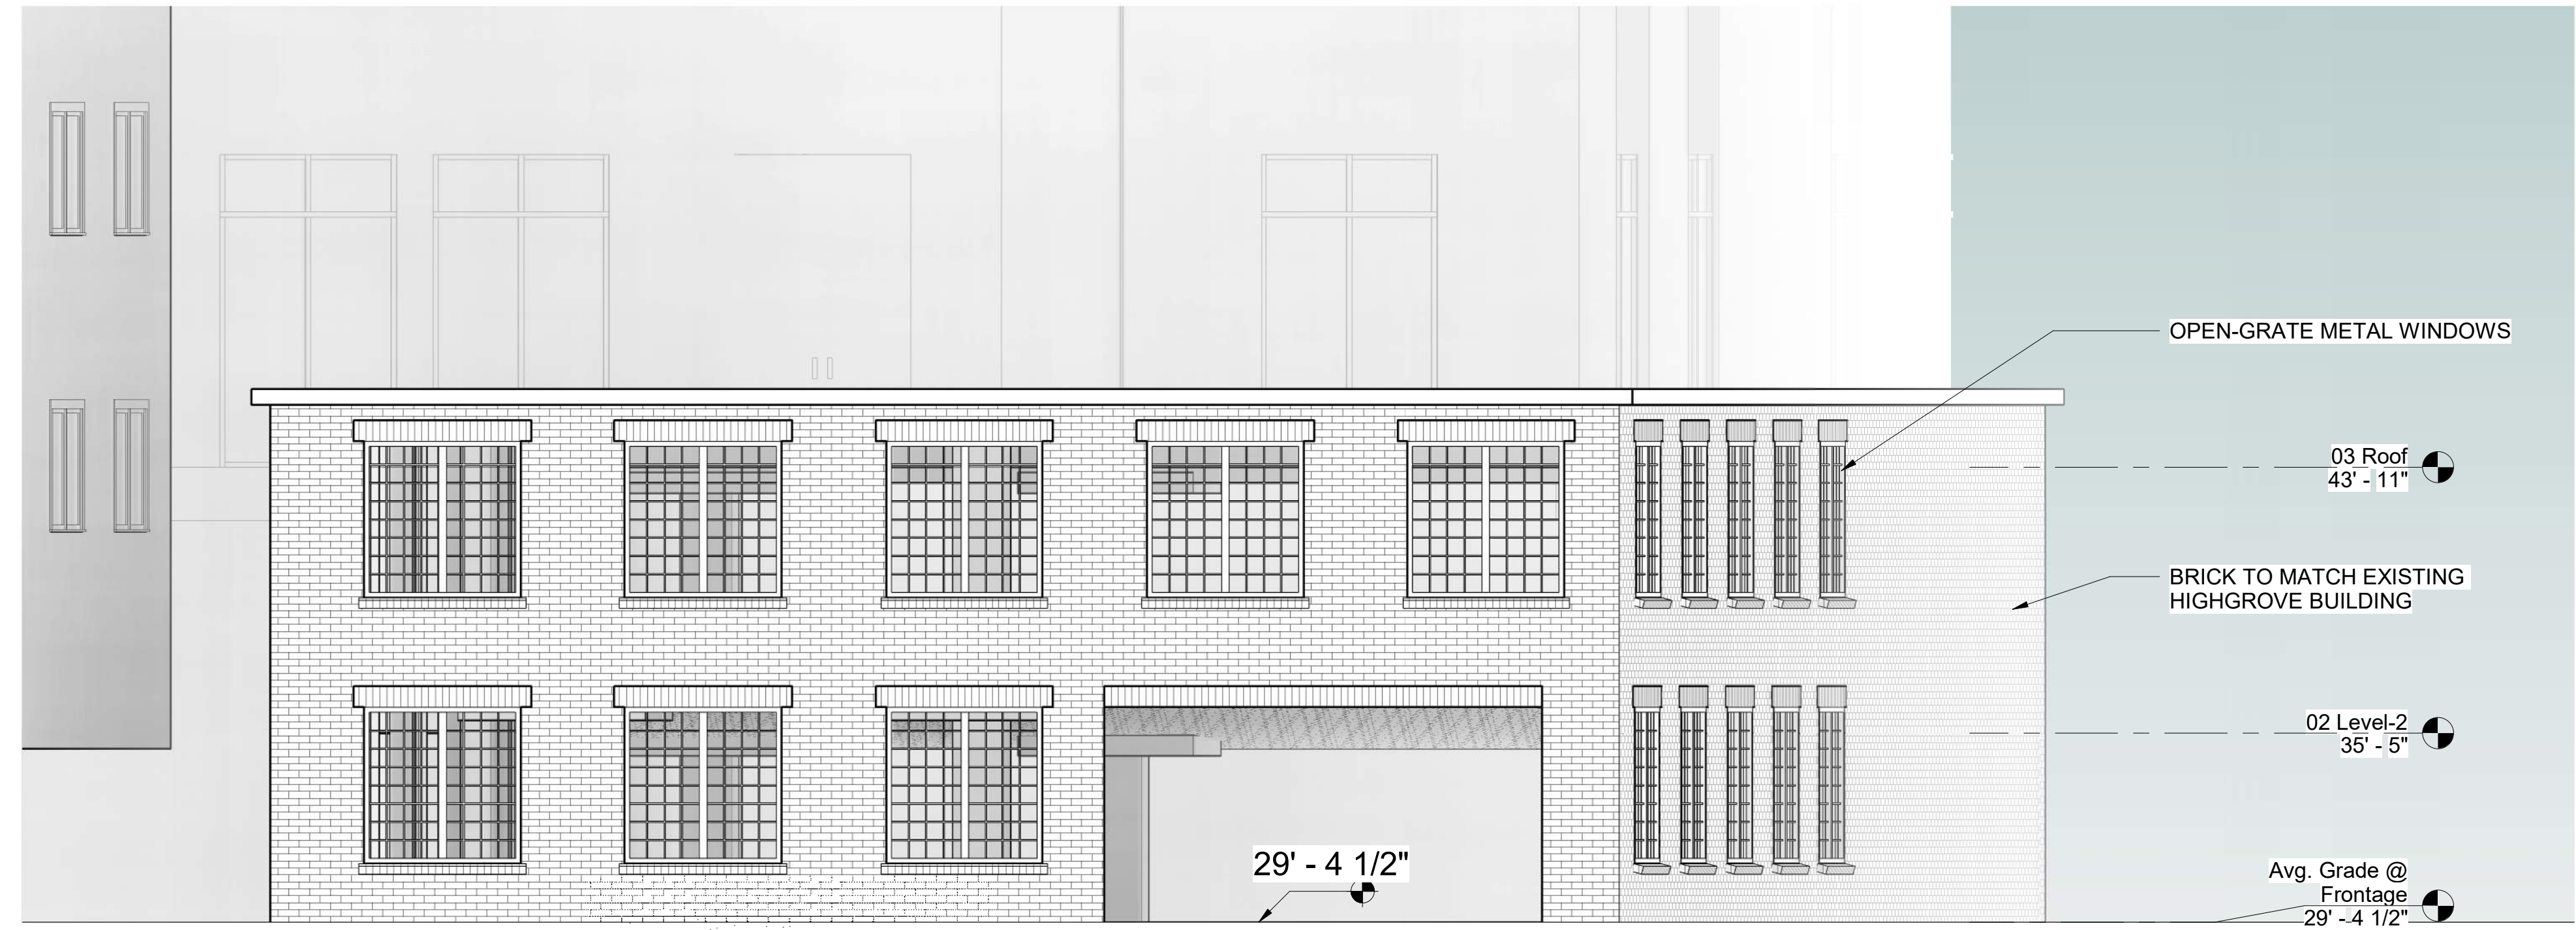 OPEN-GRATE METAL WINDOWS
03 Roof
43' - 11"
BRICK TO MATCH EXISTING
HIGHGROVE BUILDING
02 Level-2
35' - 5"
29' - 4 1/2"
Avg. Grade @
Frontage
29' - 4 1/2"